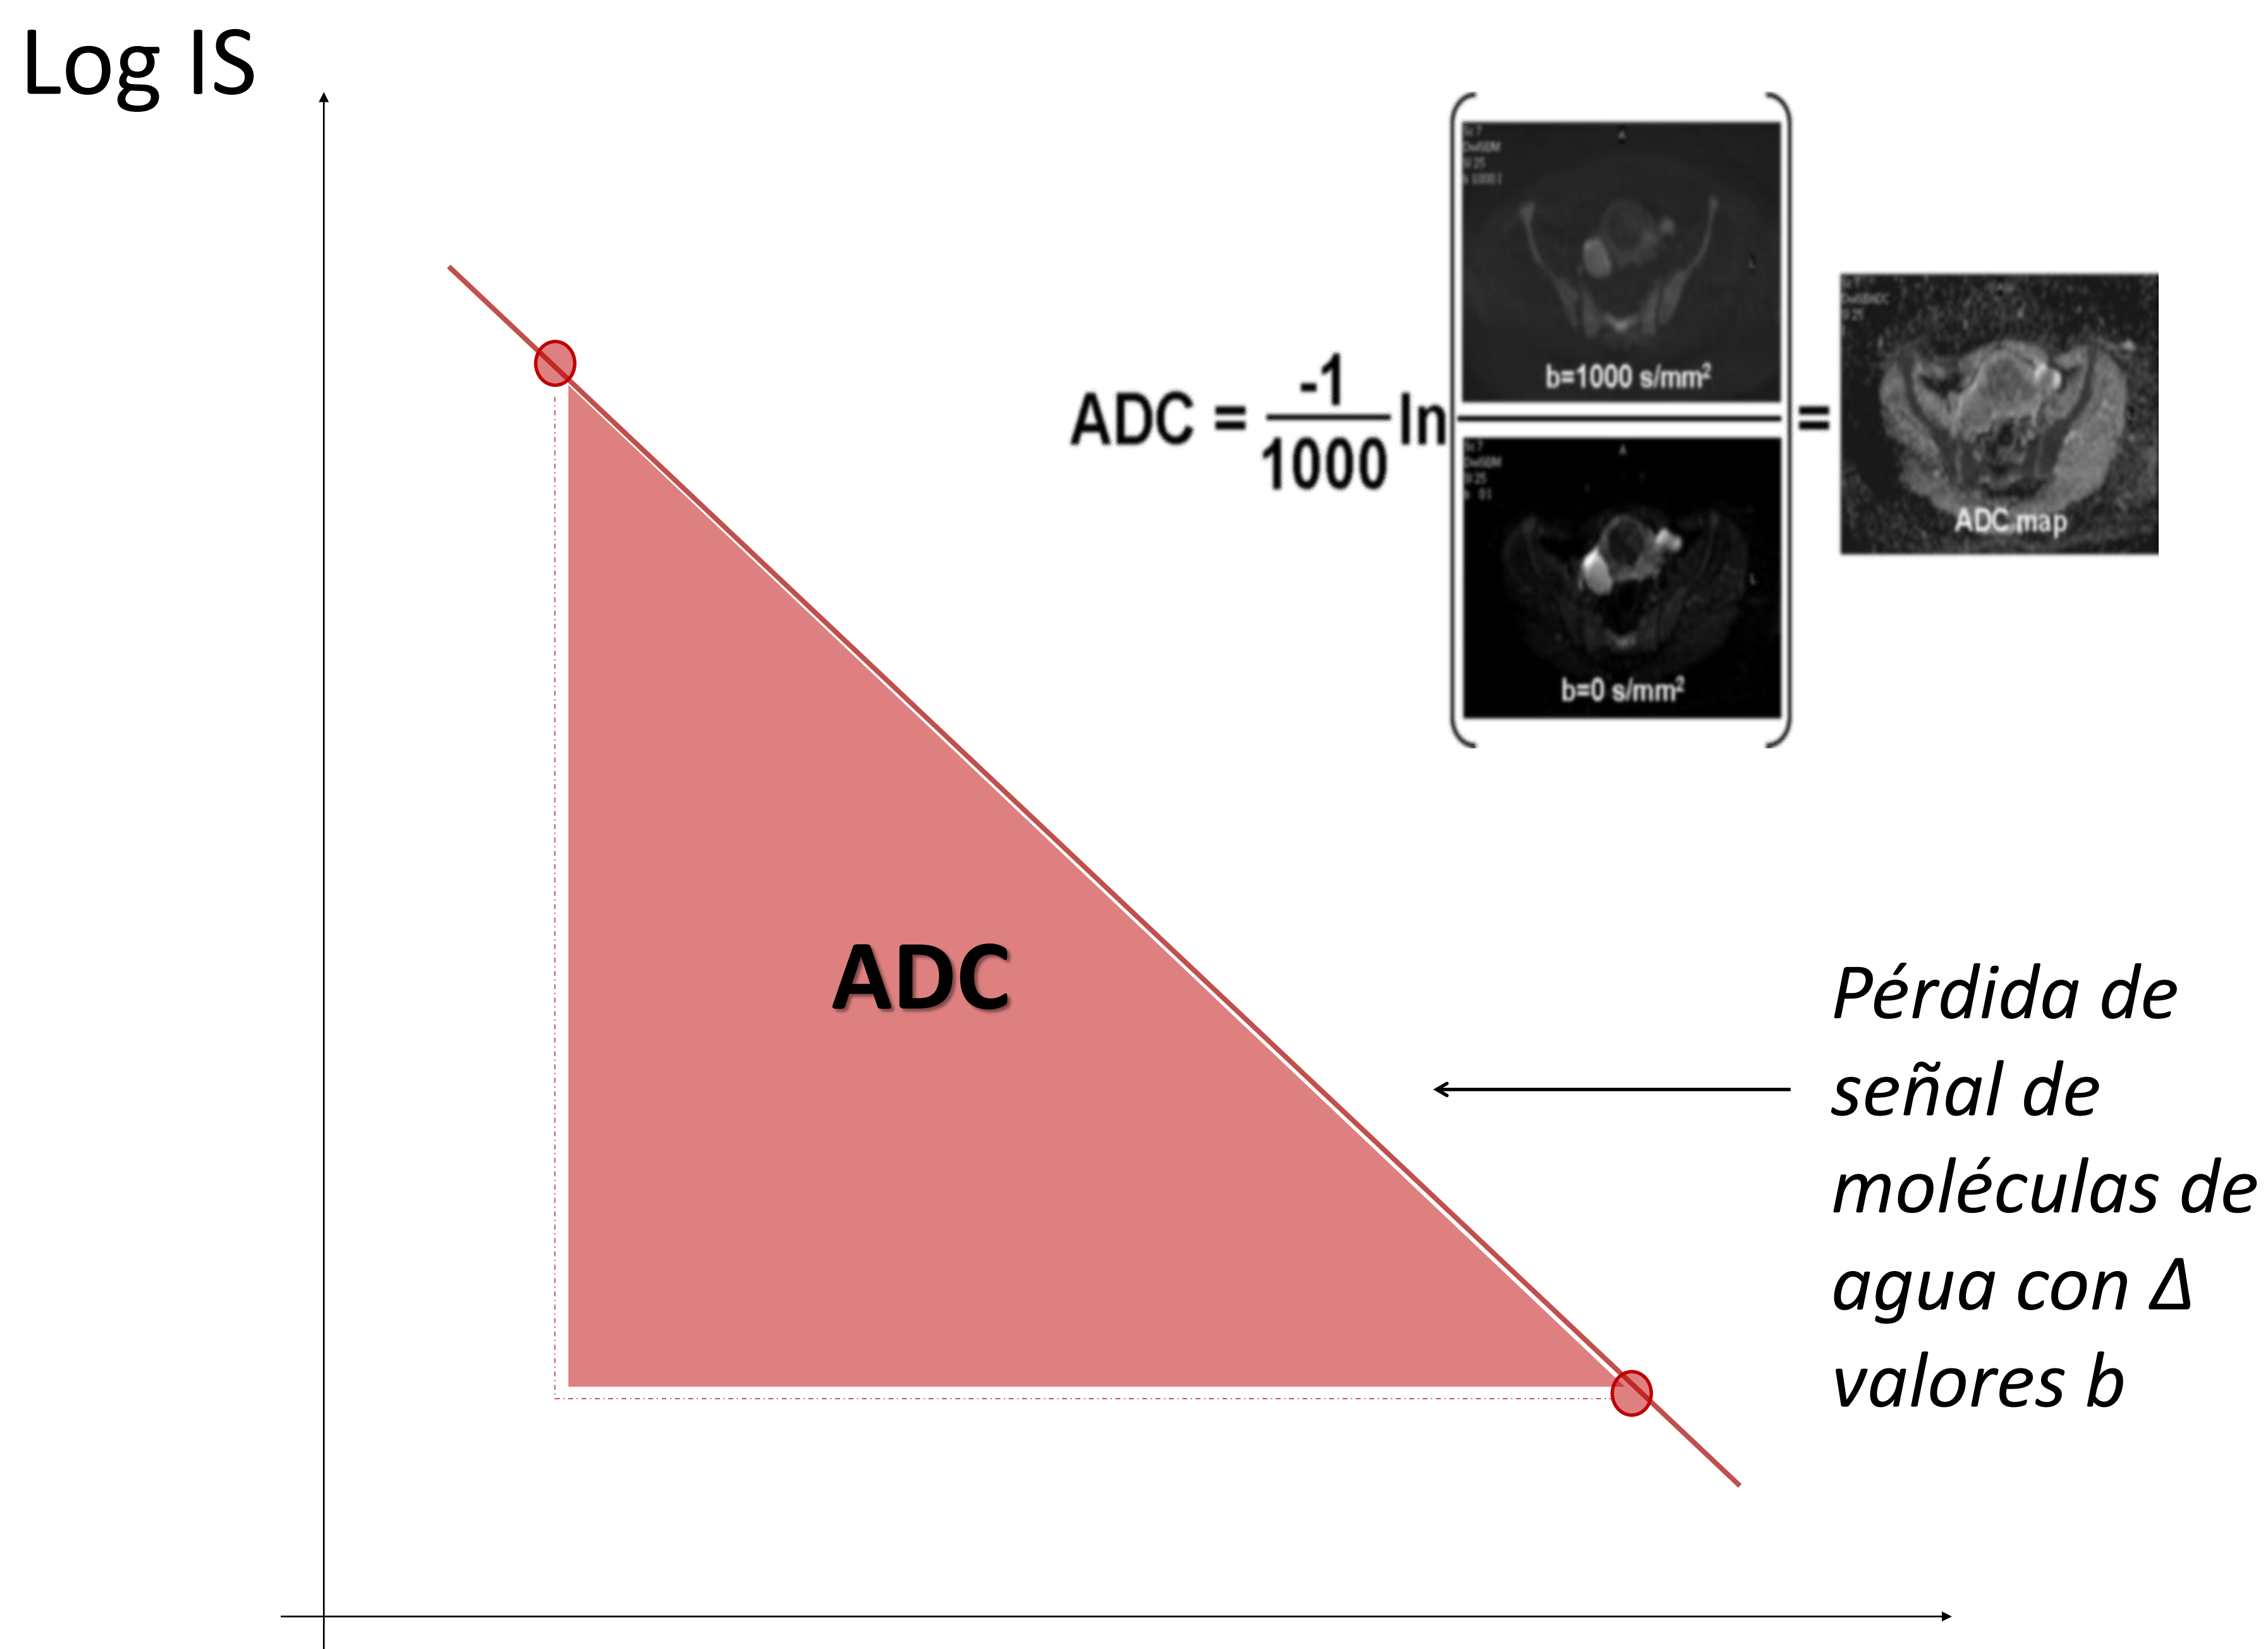 Log IS
ADC = -1
1000
ln
b 1000 I
A
L
b=1000 s/mm²
A
L
b=0 s/mm²
=
ADC map
ADC
Pérdida de
señal de
moléculas de
agua con Δ
valores b